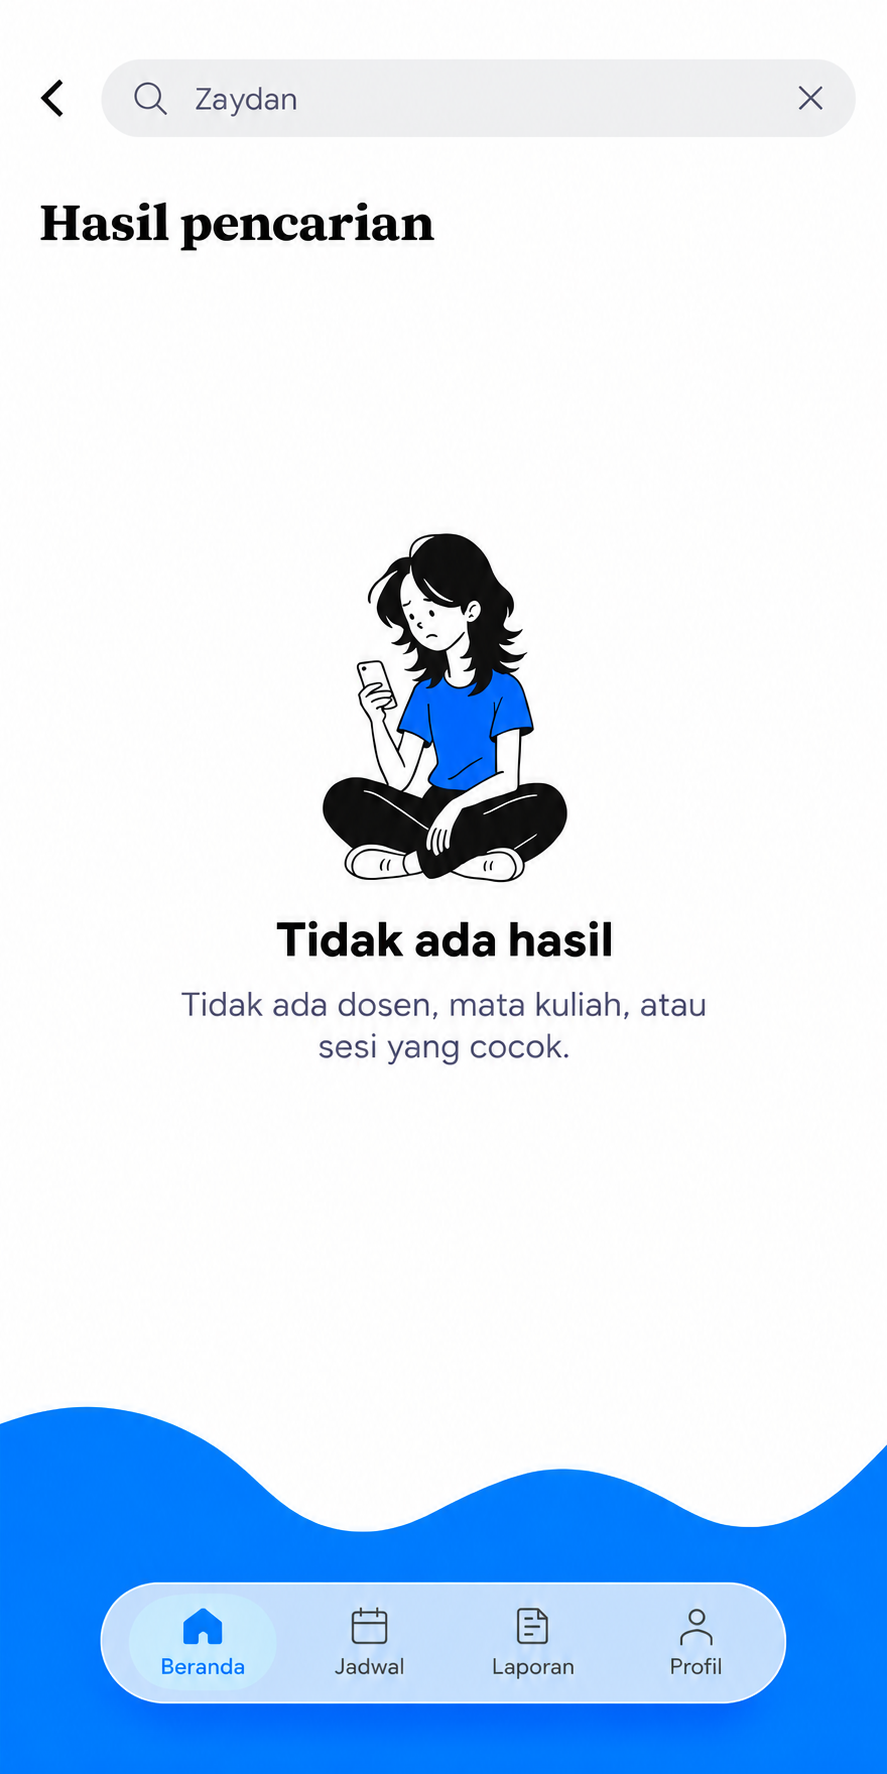 Zaydan
Hasil pencarian
Tidak ada hasil
Tidak ada dosen, mata kuliah, atau
sesi yang cocok.
Beranda
Jadwal
Laporan
Profil